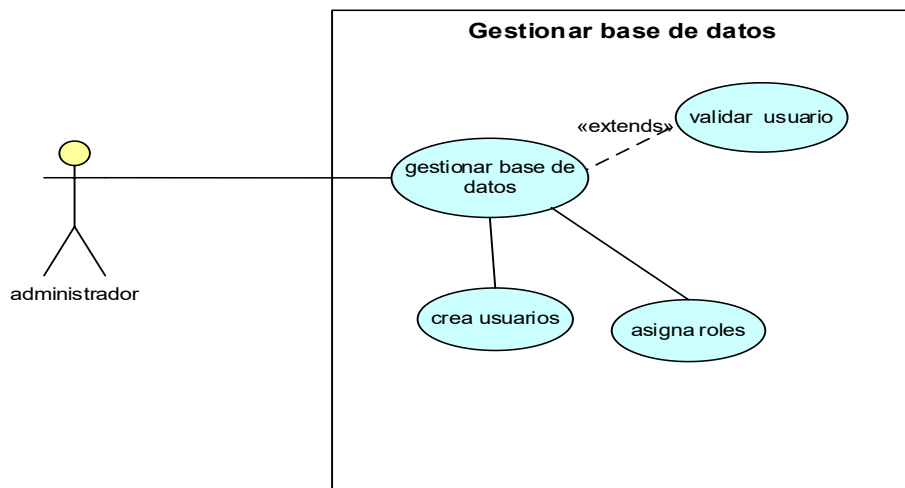 Gestionar base de datos
validar usuario
«extends»
gestionar base de
datos
administrador
crea usuarios
asigna roles